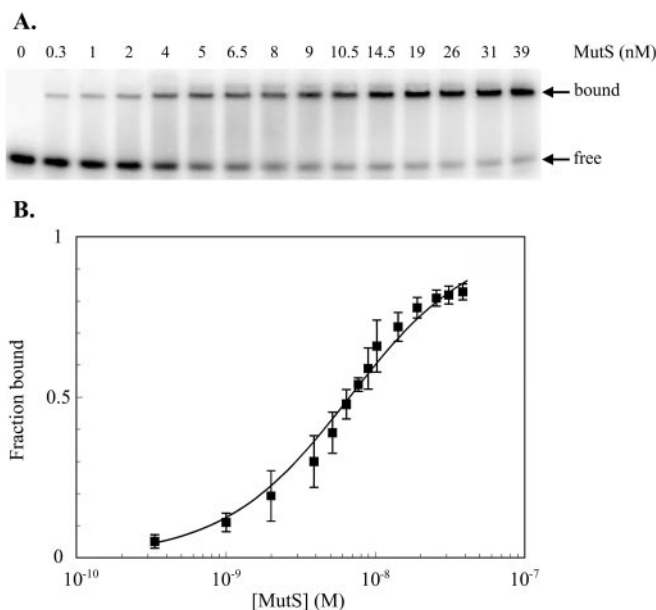 A.
0 0.3 1 2 4 5 6.5 8 9 10.5 14.5 19 26 31 39 MutS (nM)
bound
free
B.
1
0.5
0
Fraction bound
10-10 10-9 10-8 10-7
[MutS] (M)